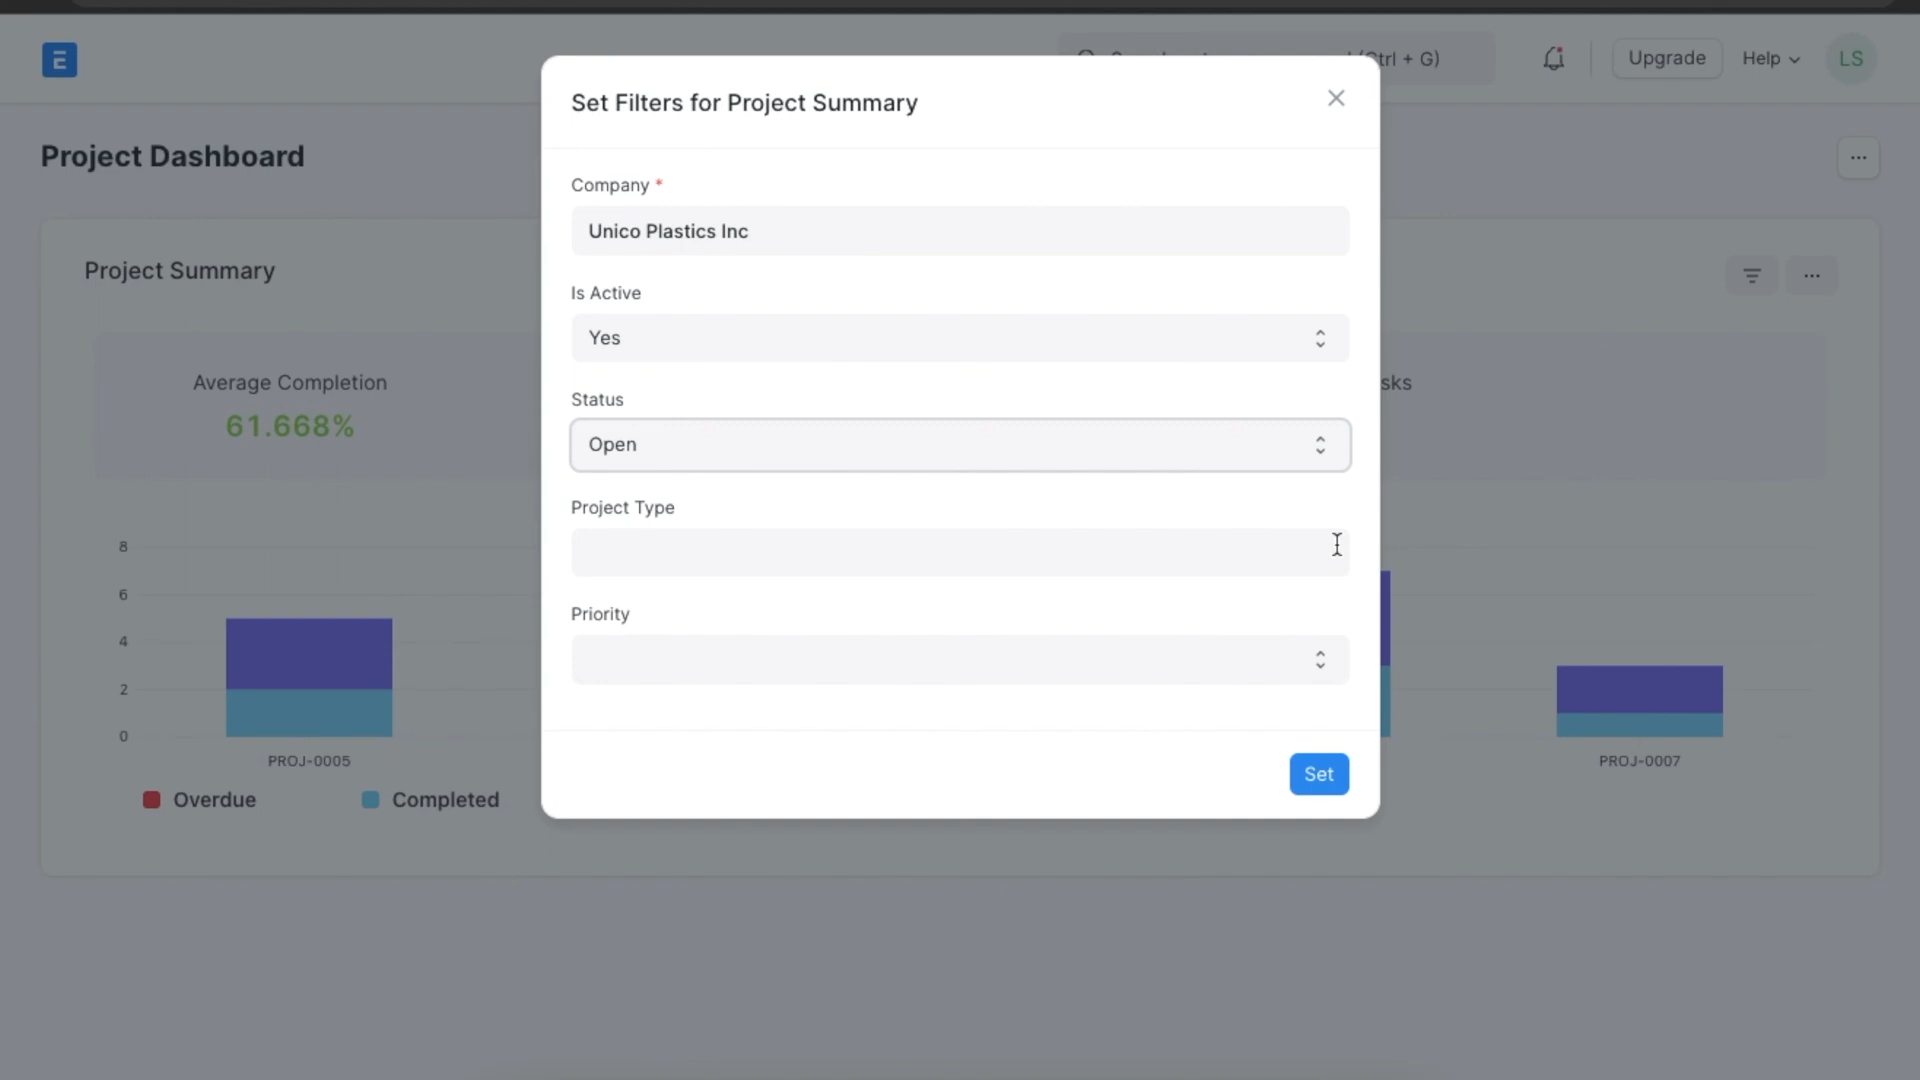 E
trl + G)
Upgrade
Help
LS
Project Dashboard
...
Set Filters for Project Summary
Company *
Unico Plastics Inc
Is Active
Yes
Status
Open
Project Type
Priority
Set
Project Summary
...
Average Completion
61.668%
sks
8
6
4
2
0
PROJ-0005
PROJ-0007
Overdue
Completed